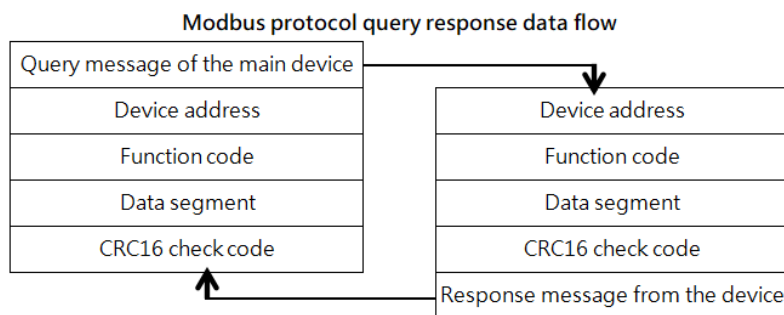 Modbus protocol query response data flow
Query message of the main device
Device address
Function code
Data segment
CRC16 check code
Device address
Function code
Data segment
CRC16 check code
Response message from the device